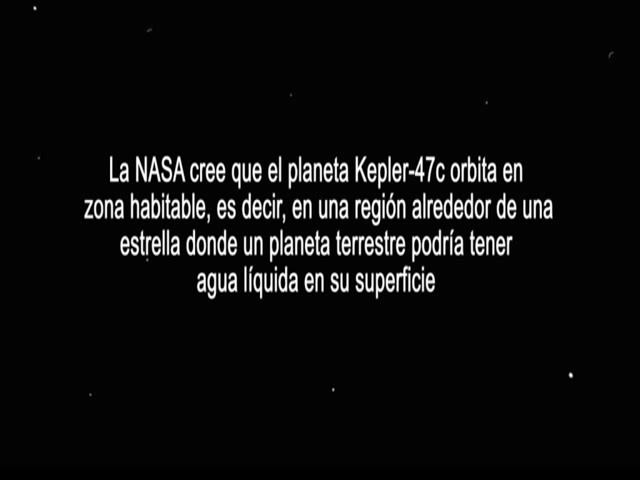 La NASA cree que el planeta Kepler-47c orbita en
zona habitable, es decir, en una región alrededor de una
estrella donde un planeta terrestre podría tener
agua líquida en su superficie